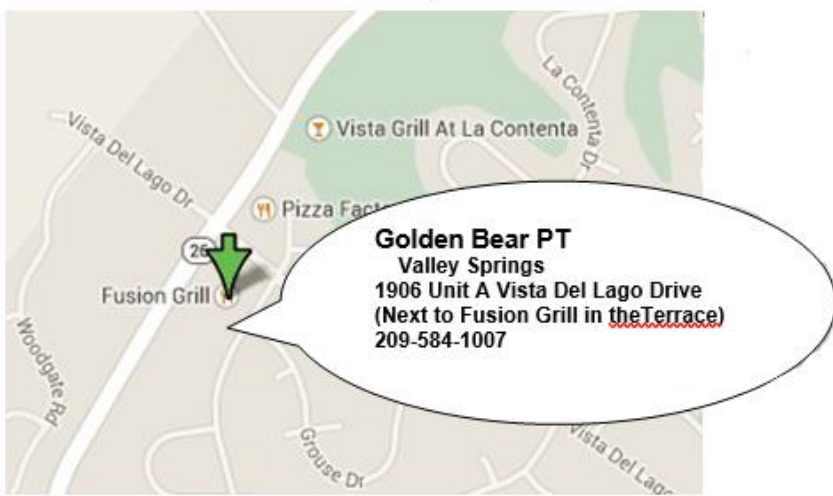 La Contenta Dr
Vista Grill At La Contenta
Vista Del Lago Dr
Pizza Fact
26
Fusion Grill
Golden Bear PT
Valley Springs
1906 Unit A Vista Del Lago Drive
(Next to Fusion Grill in theTerrace)
209-584-1007
Woodgate Rd
Grouse Dr
Vista Del Lago